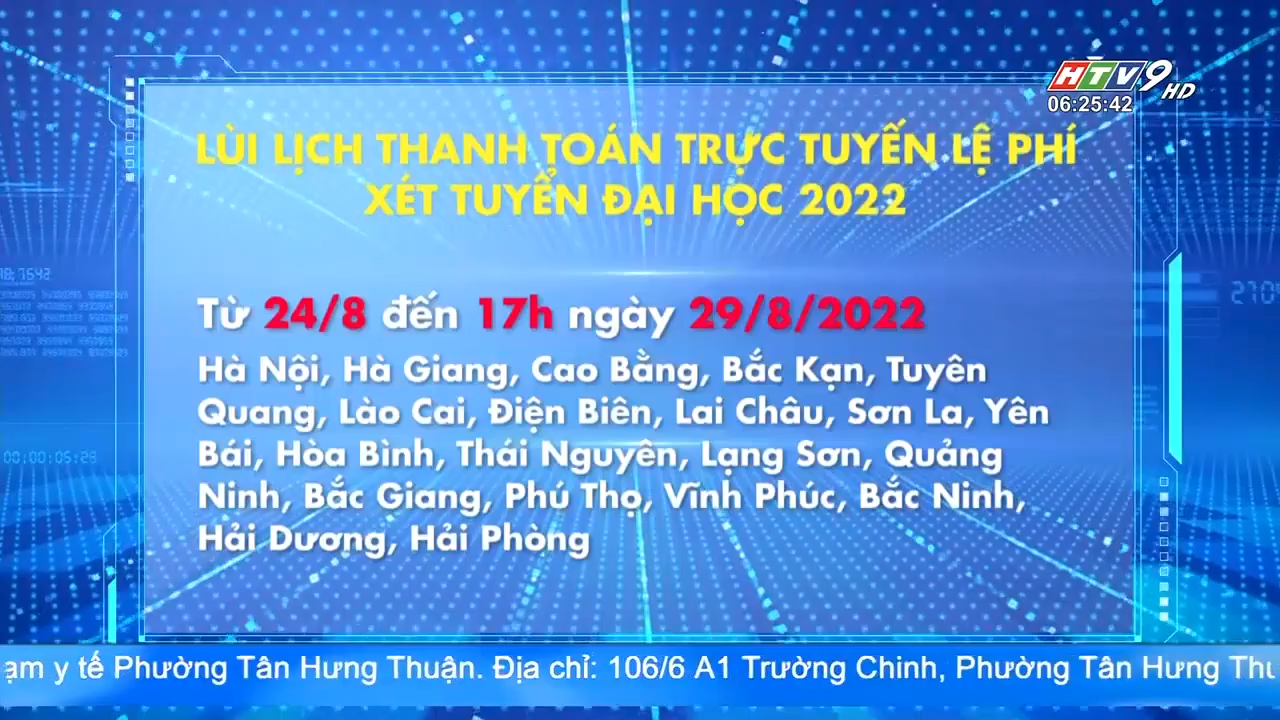 HTV9 HD
06:25:42
LÙI LỊCH THANH TOÁN TRỰC TUYẾN LỆ PHÍ
XÉT TUYỂN ĐẠI HỌC 2022
Từ 24/8 đến 17h ngày 29/8/2022
Hà Nội, Hà Giang, Cao Bằng, Bắc Kạn, Tuyên
Quang, Lào Cai, Điện Biên, Lai Châu, Sơn La, Yên
Bái, Hòa Bình, Thái Nguyên, Lạng Sơn, Quảng
Ninh, Bắc Giang, Phú Thọ, Vĩnh Phúc, Bắc Ninh,
Hải Dương, Hải Phòng
00:00:05:28
ạm y tế Phường Tân Hưng Thuận. Địa chỉ: 106/6 A1 Trường Chinh, Phường Tân Hưng Thu